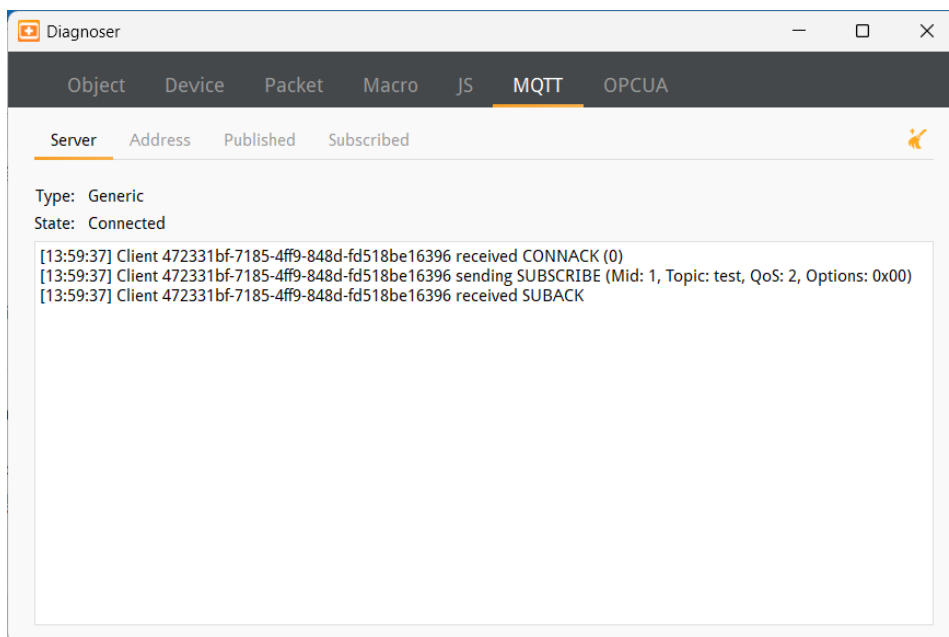 Diagnoser
Object Device Packet Macro JS MQTT OPCUA
Server Address Published Subscribed
Type: Generic
State: Connected
[13:59:37] Client 472331bf-7185-4ff9-848d-fd518be16396 received CONNACK (0)
[13:59:37] Client 472331bf-7185-4ff9-848d-fd518be16396 sending SUBSCRIBE (Mid: 1, Topic: test, QoS: 2, Options: 0x00)
[13:59:37] Client 472331bf-7185-4ff9-848d-fd518be16396 received SUBACK